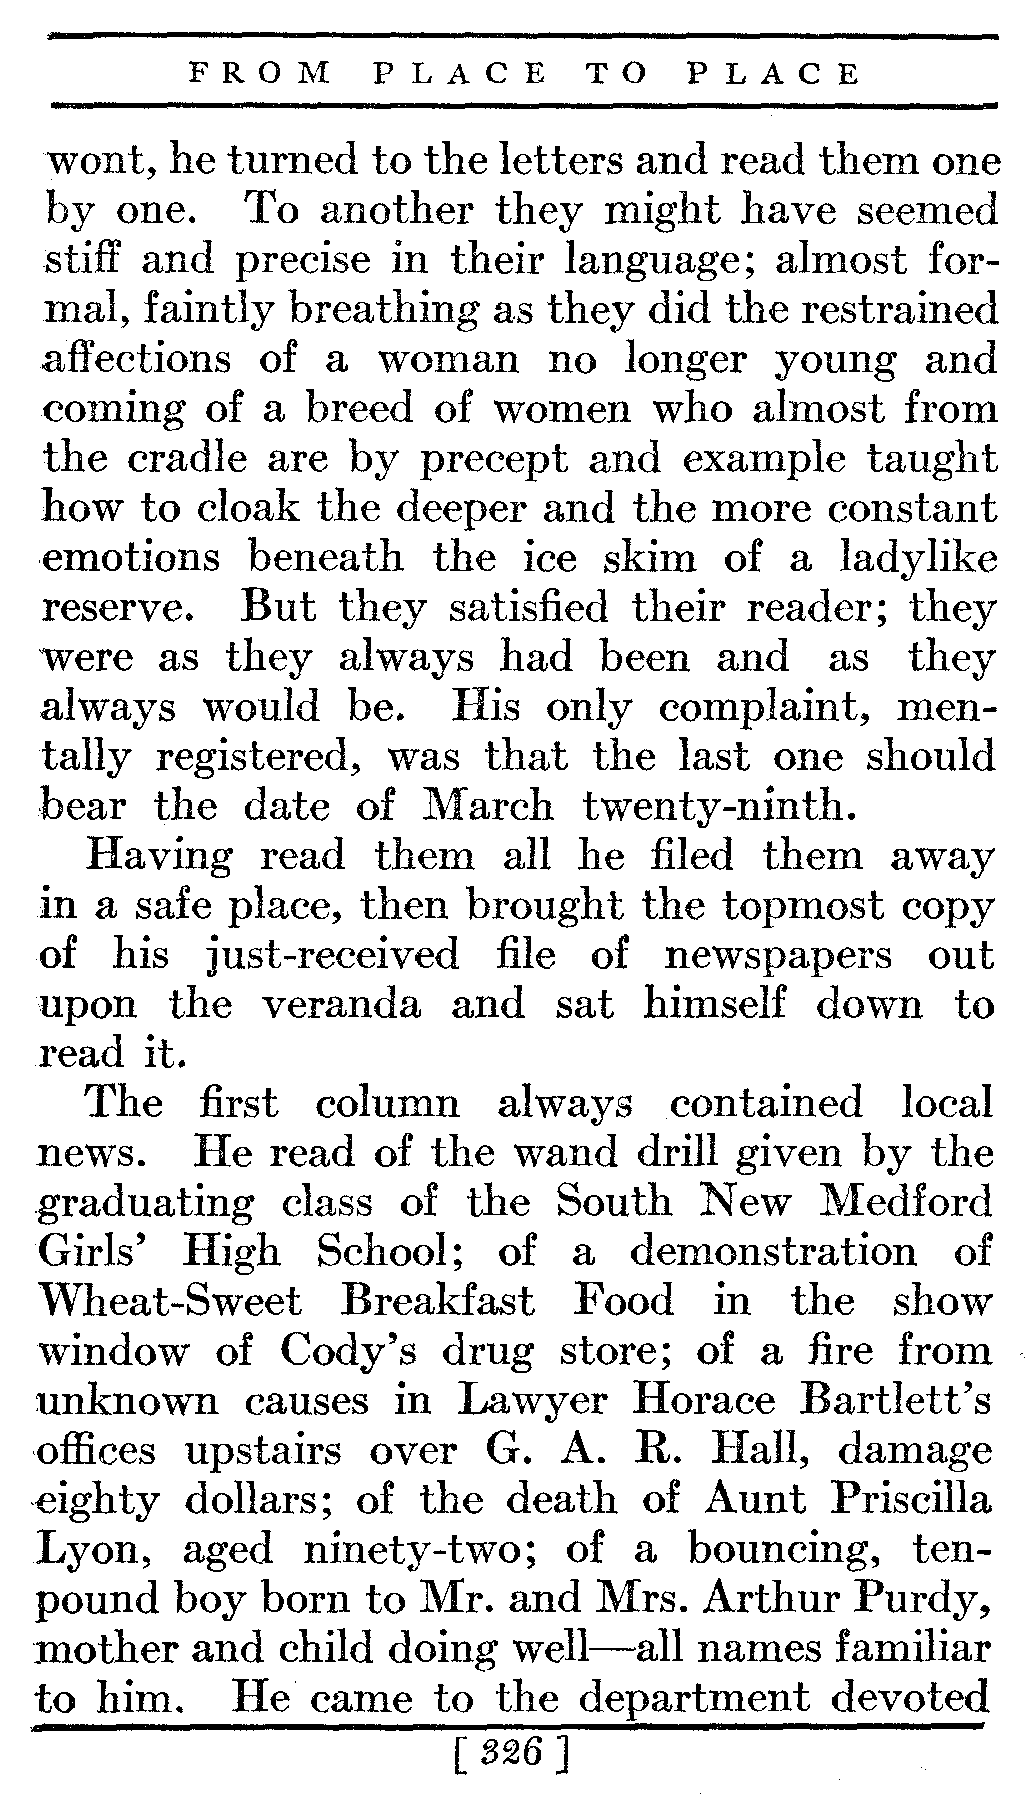 FROM PLACE TO PLACE
wont, he turned to the letters and read them one
by one. To another they might have seemed
stiff and precise in their language; almost for-
mal, faintly breathing as they did the restrained
affections of a woman no longer young and
coming of a breed of women who almost from
the cradle are by precept and example taught
how to cloak the deeper and the more constant
emotions beneath the ice skim of a ladylike
reserve. But they satisfied their reader; they
were as they always had been and as they
always would be. His only complaint, men-
tally registered, was that the last one should
bear the date of March twenty-ninth.
Having read them all he filed them away
in a safe place, then brought the topmost copy
of his just-received file of newspapers out
upon the veranda and sat himself down to
read it.
The first column always contained local
news. He read of the wand drill given by the
graduating class of the South New Medford
Girls' High School; of a demonstration of
Wheat-Sweet Breakfast Food in the show
window of Cody's drug store; of a fire from
unknown causes in Lawyer Horace Bartlett's
offices upstairs over G. A. R. Hall, damage
eighty dollars; of the death of Aunt Priscilla
Lyon, aged ninety-two; of a bouncing, ten-
pound boy born to Mr. and Mrs. Arthur Purdy,
mother and child doing well—all names familiar
to him. He came to the department devoted
[ 326 ]